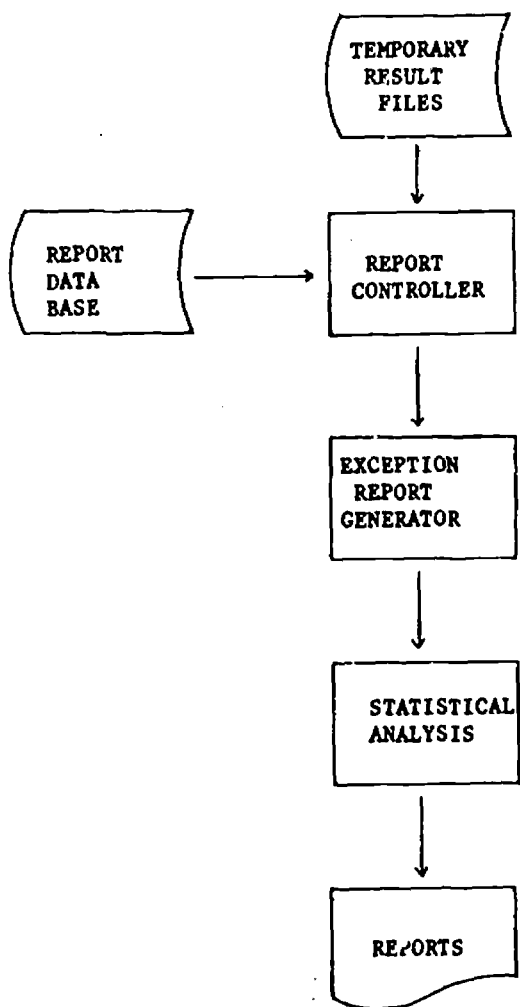 TEMPORARY
RESULT
FILES
REPORT
DATA
BASE
REPORT
CONTROLLER
EXCEPTION
REPORT
GENERATOR
STATISTICAL
ANALYSIS
REPORTS